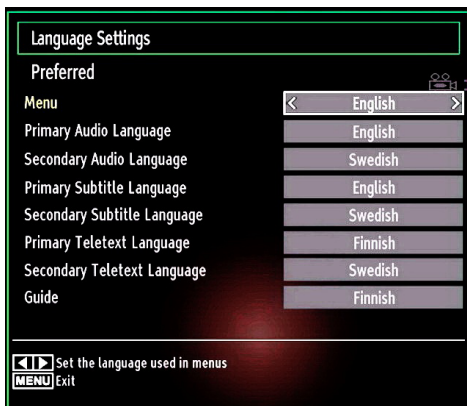 Language Settings
Preferred
Menu English
Primary Audio Language English
Secondary Audio Language Swedish
Primary Subtitle Language English
Secondary Subtitle Language Swedish
Primary Teletext Language Finnish
Secondary Teletext Language Swedish
Guide Finnish
Set the language used in menus
MENU Exit